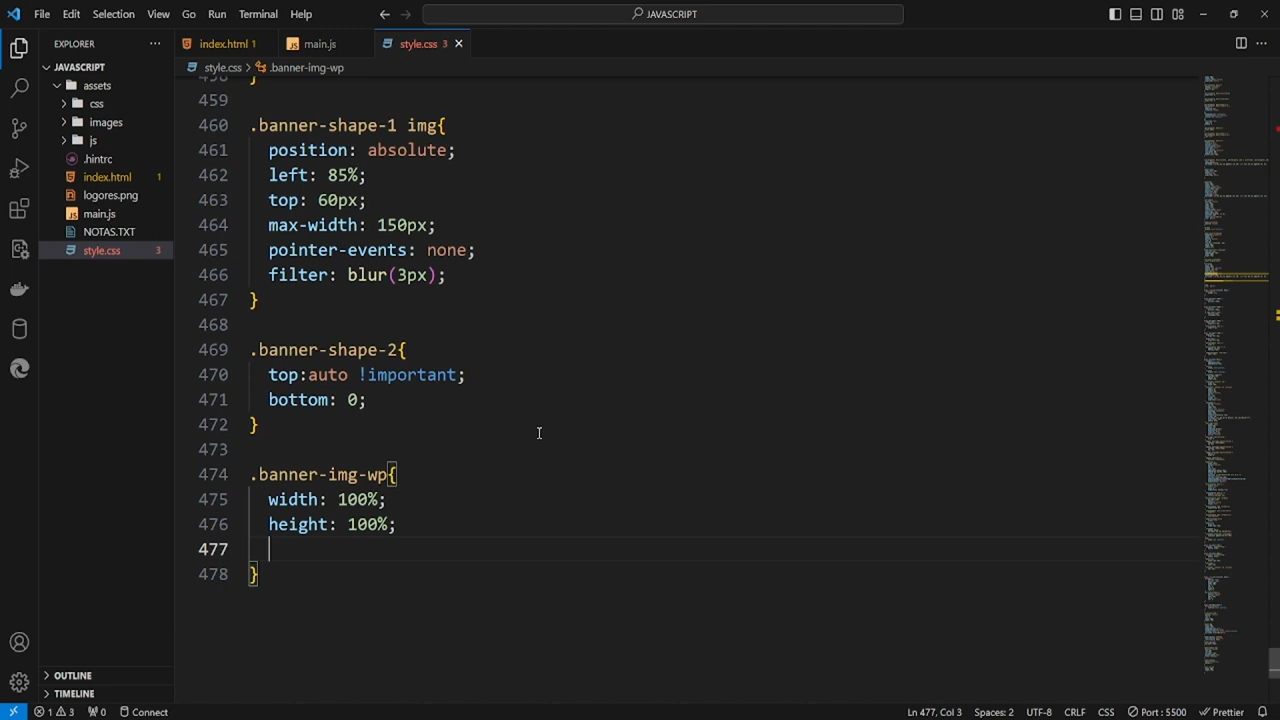 File Edit Selection View Go Run Terminal Help
JAVASCRIPT
EXPLORER
index.html 1
main.js
style.css 3
JAVASCRIPT
style.css > .banner-img-wp
assets
css
images
js
.hintrc
index.html 1
logores.png
main.js
NOTAS.TXT
style.css 3
OUTLINE
TIMELINE
458 }
459
460 .banner-shape-1 img{
461 position: absolute;
462 left: 85%;
463 top: 60px;
464 max-width: 150px;
465 pointer-events: none;
466 filter: blur(3px);
467 }
468
469 .banner-shape-2{
470 top:auto !important;
471 bottom: 0;
472 }
473
474 .banner-img-wp{
475 width: 100%;
476 height: 100%;
477
478 }
1 3 0 Connect
Ln 477, Col 3 Spaces: 2 UTF-8 CRLF CSS Port : 5500 Prettier